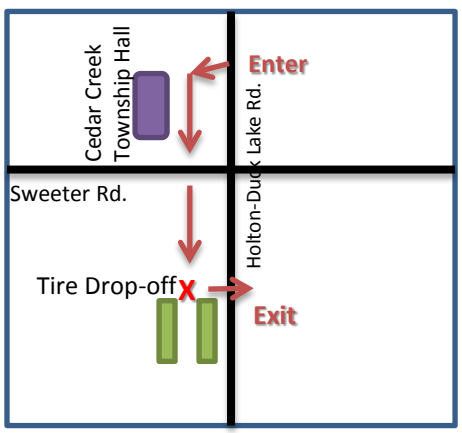 Cedar Creek
Township Hall
Enter
Holton-Duck Lake Rd.
Sweeter Rd.
Tire Drop-off
X
Exit